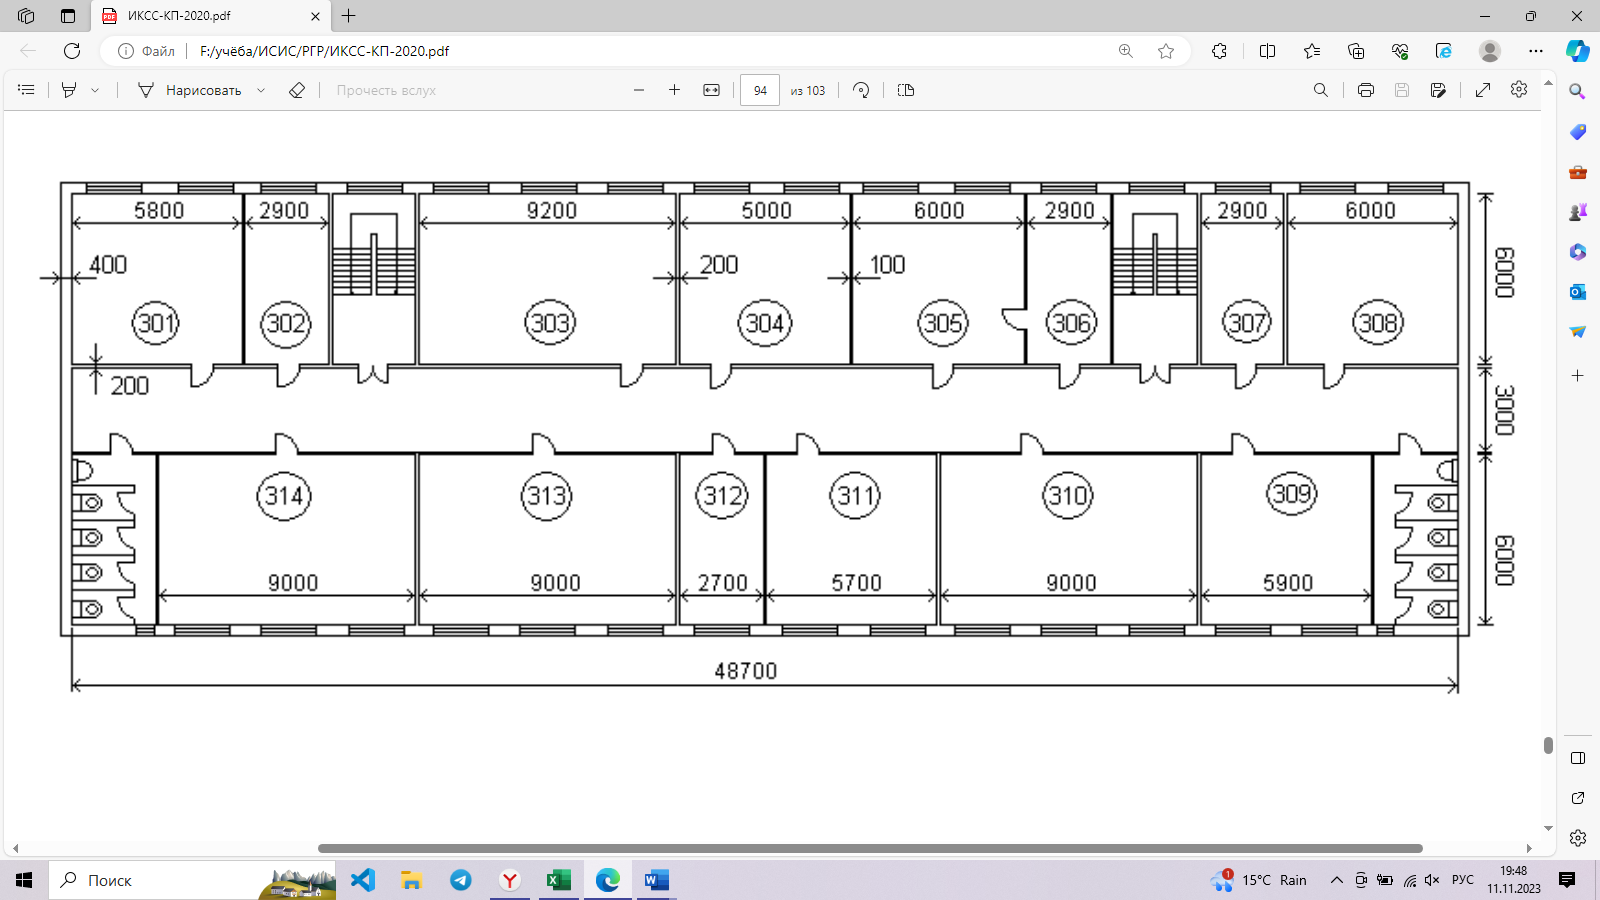 ИКСС-КП-2020.pdf
Файл F:/учёба/ИСИС/РГР/ИКСС-КП-2020.pdf
Нарисовать Прочесть вслух 94 из 103
5800 2900 9200 5000 6000 2900 2900 6000
400 200 100 6000
301 302 303 304 305 306 307 308
200 3000
314 313 312 311 310 309
6000
9000 9000 2700 5700 9000 5900
48700
Поиск 1 15°C Rain РУС 19:48
11.11.2023